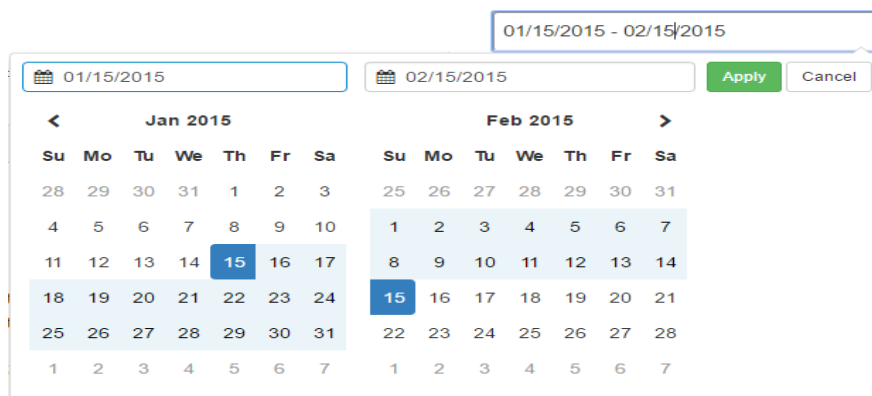 01/15/2015 - 02/15/2015
01/15/2015 02/15/2015 Apply Cancel
Jan 2015 Feb 2015
Su Mo Tu We Th Fr Sa Su Mo Tu We Th Fr Sa
28 29 30 31 1 2 3 25 26 27 28 29 30 31
4 5 6 7 8 9 10 1 2 3 4 5 6 7
11 12 13 14 15 16 17 8 9 10 11 12 13 14
18 19 20 21 22 23 24 15 16 17 18 19 20 21
25 26 27 28 29 30 31 22 23 24 25 26 27 28
1 2 3 4 5 6 7 1 2 3 4 5 6 7